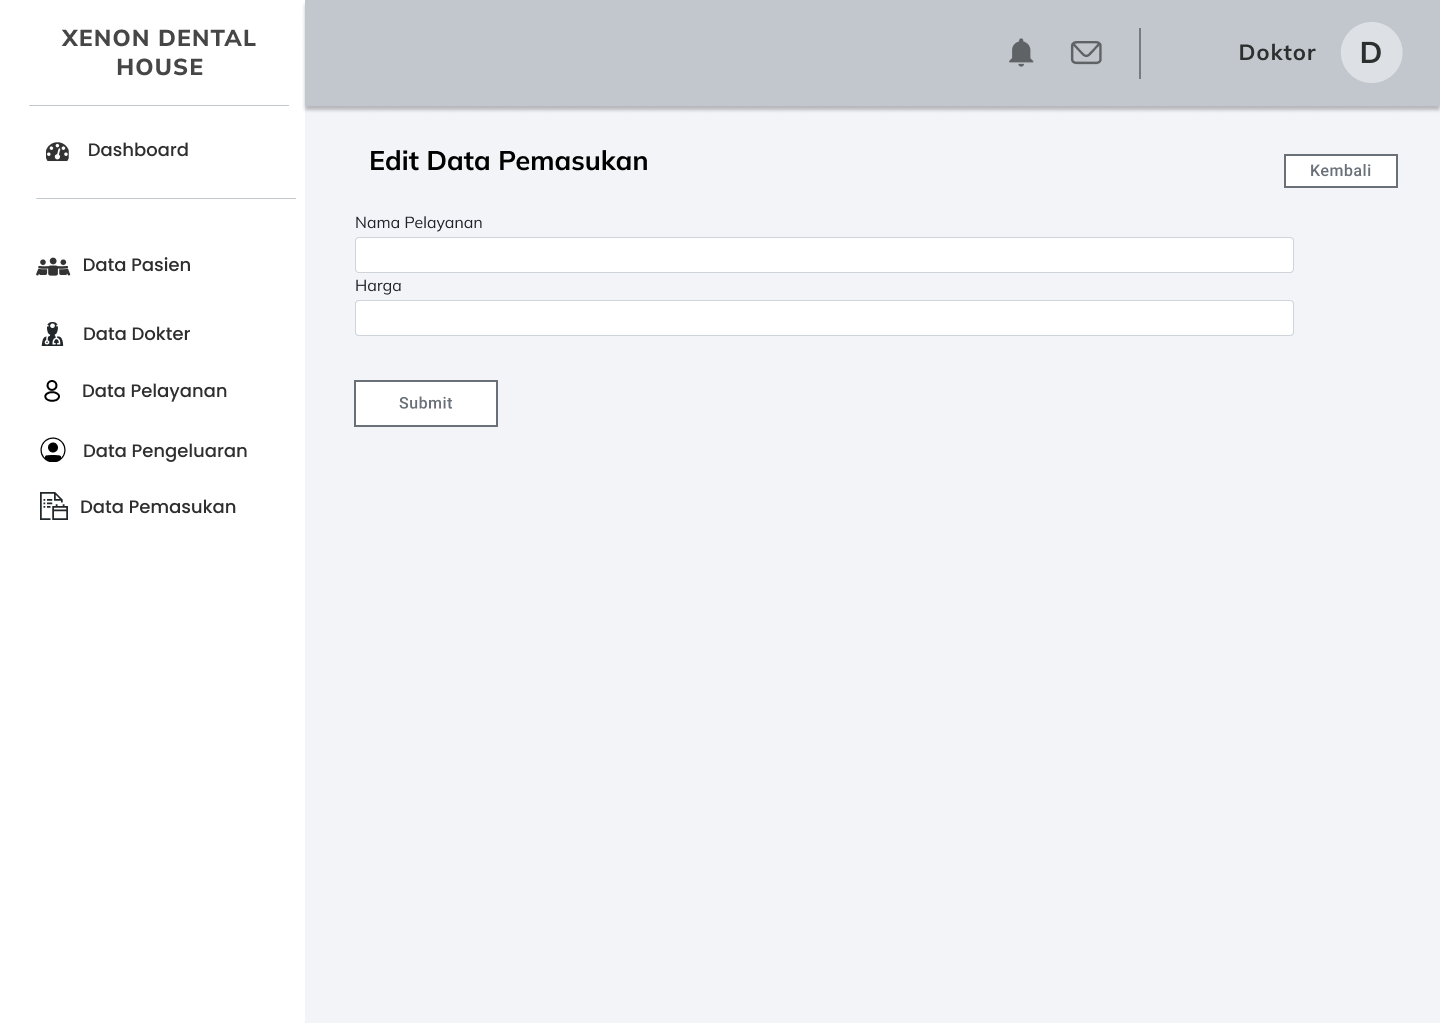 XENON DENTAL
HOUSE
Doktor
D
Dashboard
Data Pasien
Data Dokter
Data Pelayanan
Data Pengeluaran
Data Pemasukan
Edit Data Pemasukan
Kembali
Nama Pelayanan
Harga
Submit